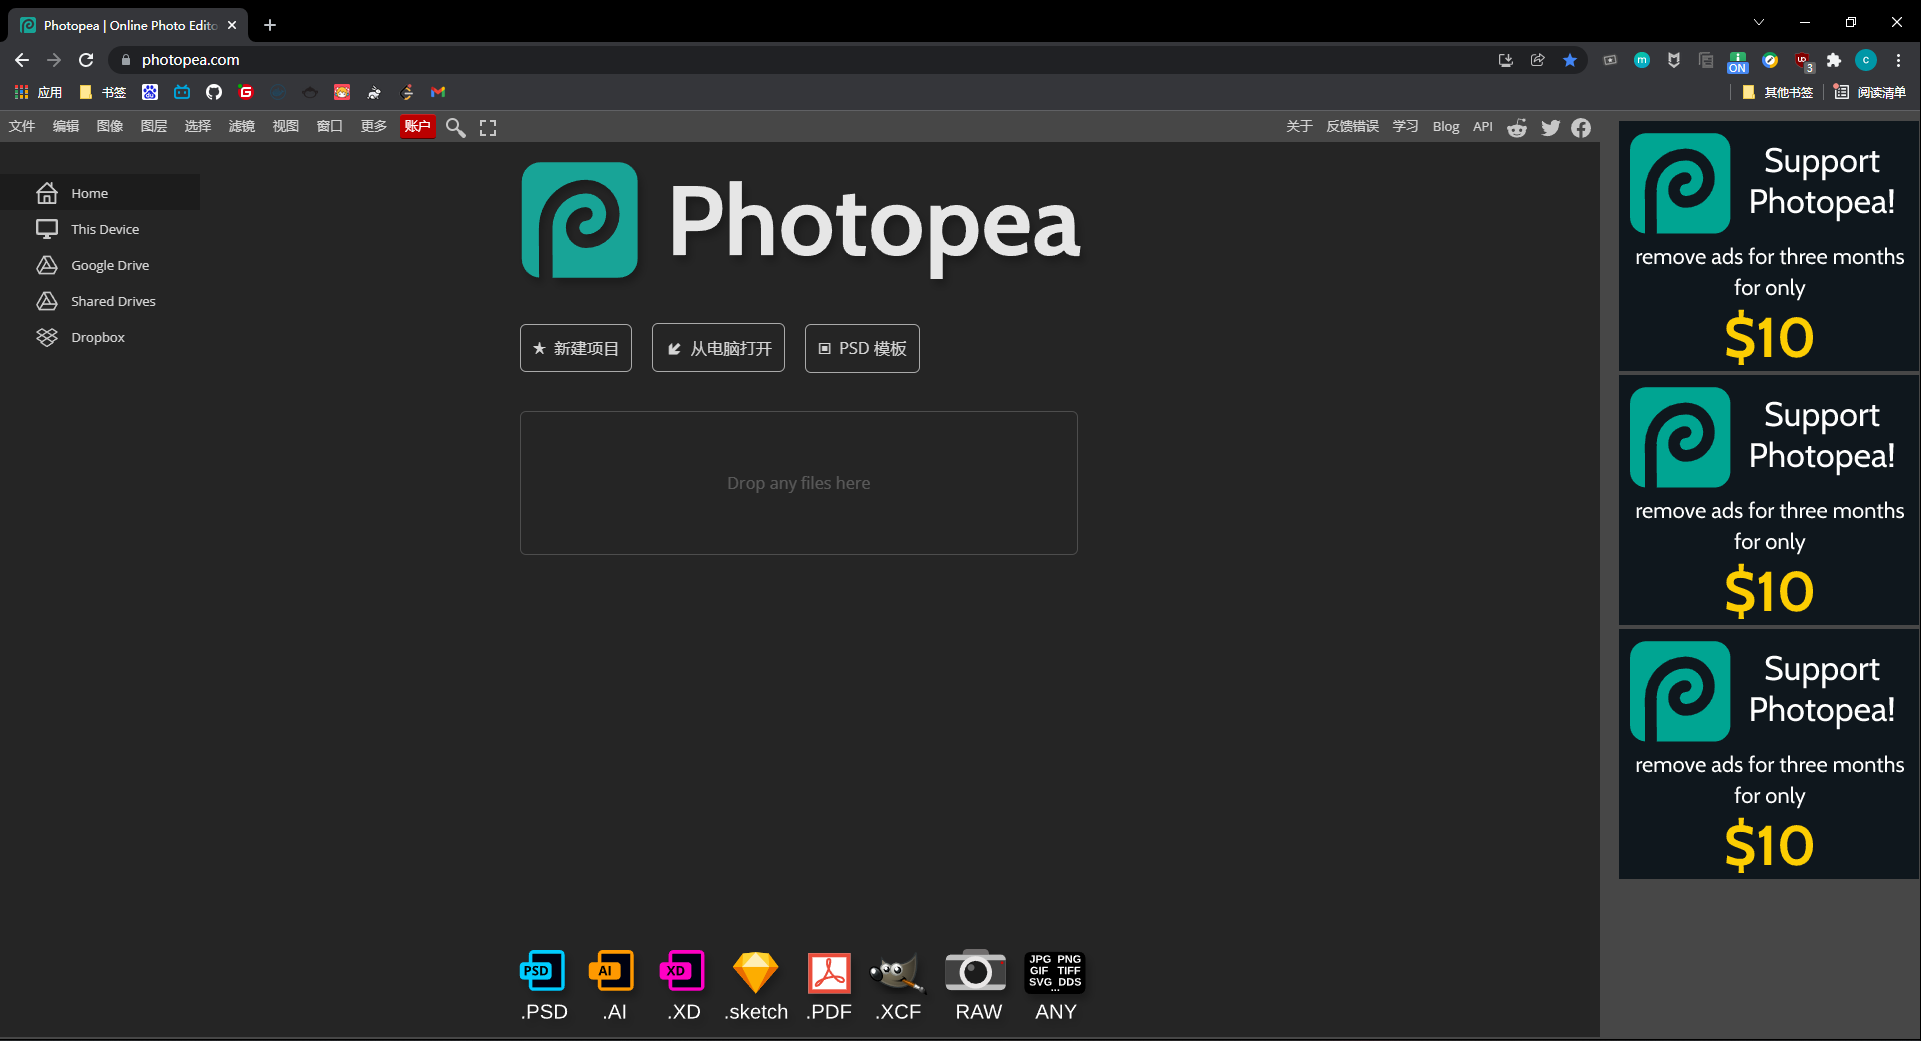 Photopea | Online Photo Edito
photopea.com
ON
3
c
应用
书签
其他书签
阅读清单
文件 编辑 图像 图层 选择 滤镜 视图 窗口 更多 账户
关于 反馈错误 学习 Blog API
Home
This Device
Google Drive
Shared Drives
Dropbox
Photopea
新建项目
从电脑打开
PSD 模板
Drop any files here
PSD
AI
XD
JPG PNG
GIF TIFF
SVG DDS
...
.PSD
.AI
.XD
.sketch
.PDF
.XCF
RAW
ANY
Support
Photopea!
remove ads for three months
for only
$10
Support
Photopea!
remove ads for three months
for only
$10
Support
Photopea!
remove ads for three months
for only
$10